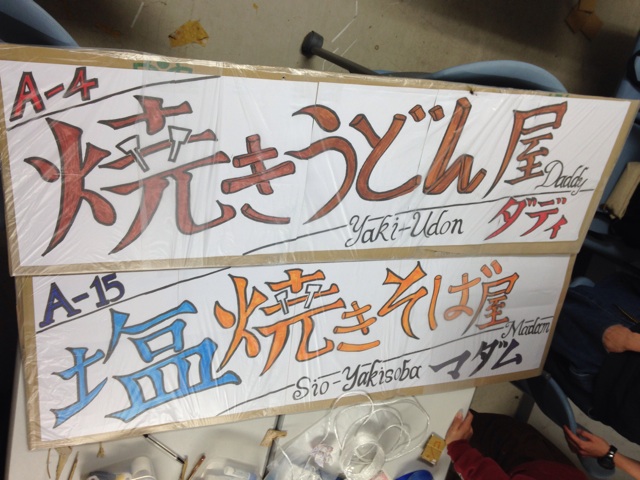 A-4
焼きうどん屋
Daddy
Yaki-Udon
ダディ
A-15
塩焼きそば屋
Madam
Sio-Yakisoba
マダム